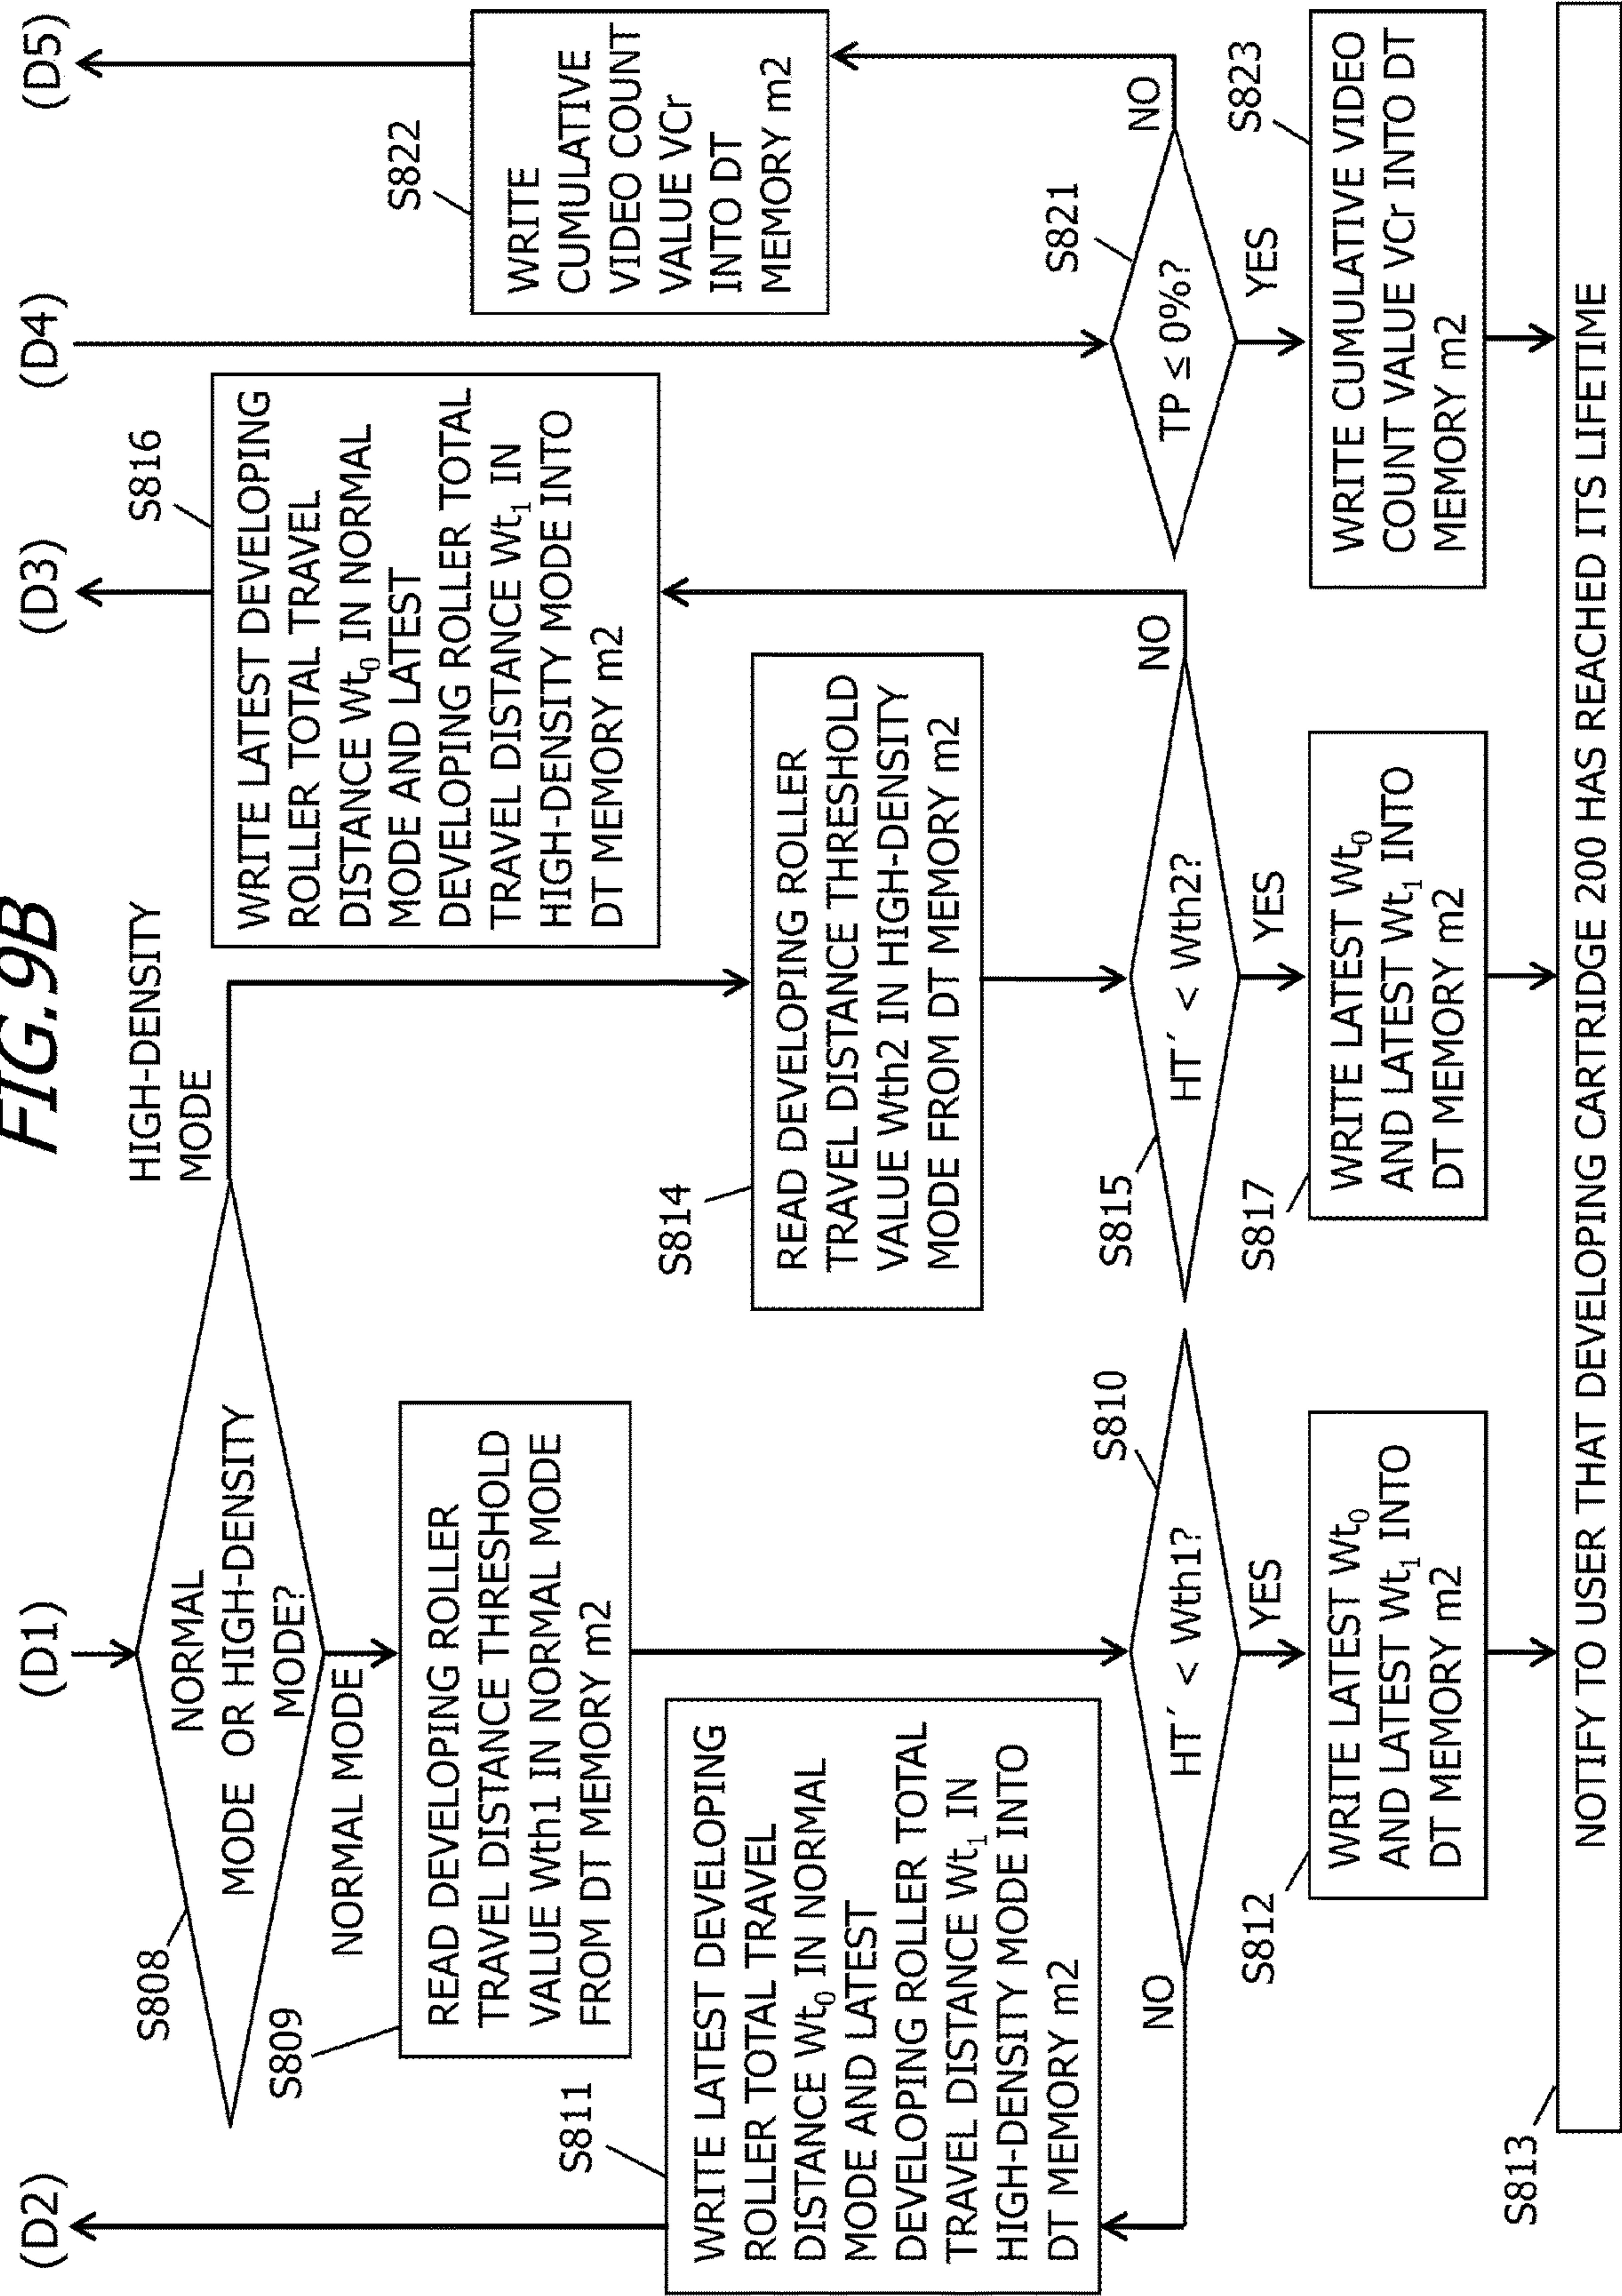 FIG.9B
(D2)
(D1)
(D3)
(D4)
(D5)
S808
NORMAL
MODE OR HIGH-DENSITY
MODE?
HIGH-DENSITY
MODE
NORMAL MODE
S809
READ DEVELOPING ROLLER
TRAVEL DISTANCE THRESHOLD
VALUE Wth1 IN NORMAL MODE
FROM DT MEMORY m2
S811
WRITE LATEST DEVELOPING
ROLLER TOTAL TRAVEL
DISTANCE Wt₀ IN NORMAL
MODE AND LATEST
DEVELOPING ROLLER TOTAL
TRAVEL DISTANCE Wt₁ IN
HIGH-DENSITY MODE INTO
DT MEMORY m2
S810
HT´ < Wth1?
NO
YES
S812
WRITE LATEST Wt₀
AND LATEST Wt₁ INTO
DT MEMORY m2
S814
READ DEVELOPING ROLLER
TRAVEL DISTANCE THRESHOLD
VALUE Wth2 IN HIGH-DENSITY
MODE FROM DT MEMORY m2
S816
WRITE LATEST DEVELOPING
ROLLER TOTAL TRAVEL
DISTANCE Wt₀ IN NORMAL
MODE AND LATEST
DEVELOPING ROLLER TOTAL
TRAVEL DISTANCE Wt₁ IN
HIGH-DENSITY MODE INTO
DT MEMORY m2
S815
HT´ < Wth2?
NO
YES
S817
WRITE LATEST Wt₀
AND LATEST Wt₁ INTO
DT MEMORY m2
S822
WRITE
CUMULATIVE
VIDEO COUNT
VALUE VCr
INTO DT
MEMORY m2
S821
TP ≤ 0%?
NO
YES
S823
WRITE CUMULATIVE VIDEO
COUNT VALUE VCr INTO DT
MEMORY m2
S813
NOTIFY TO USER THAT DEVELOPING CARTRIDGE 200 HAS REACHED ITS LIFETIME